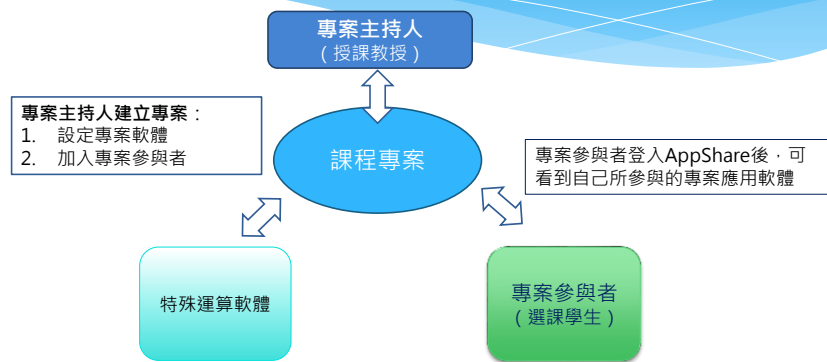 專案主持人
(授課教授)
專案主持人建立專案：
1. 設定專案軟體
2. 加入專案參與者
課程專案
專案參與者登入AppShare後，可
看到自己所參與的專案應用軟體
特殊運算軟體
專案參與者
(選課學生)